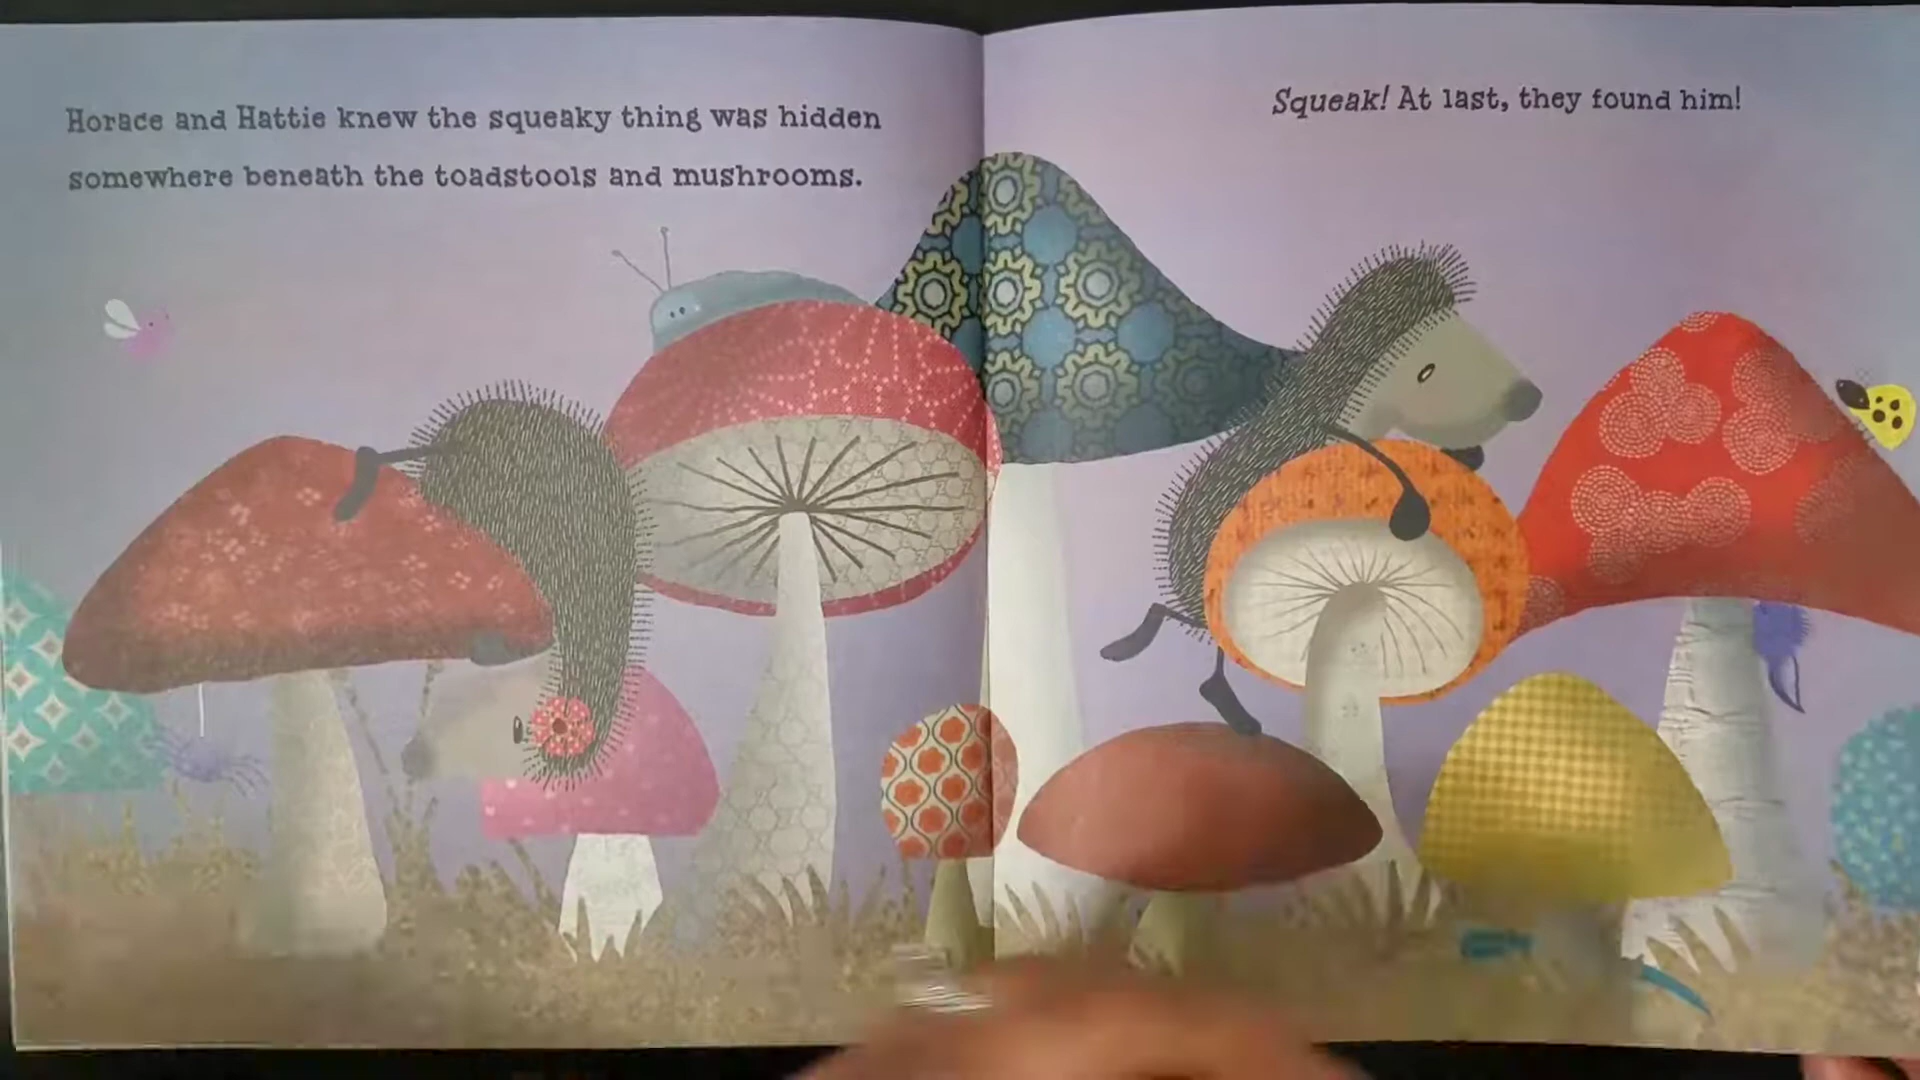 Horace and Hattie knew the squeaky thing was hidden
somewhere beneath the toadstools and mushrooms.
Squeak! At last, they found him!